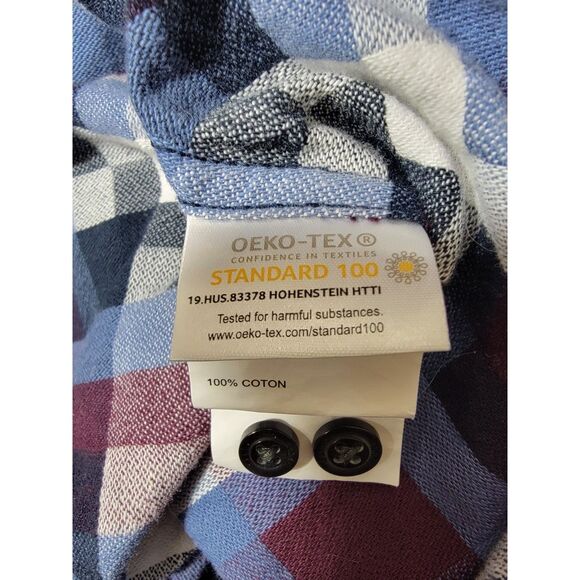 OEKO-TEX®
CONFIDENCE IN TEXTILES
STANDARD 100
19.HUS.83378 HOHENSTEIN HTTI
Tested for harmful substances.
www.oeko-tex.com/standard100
100% COTON